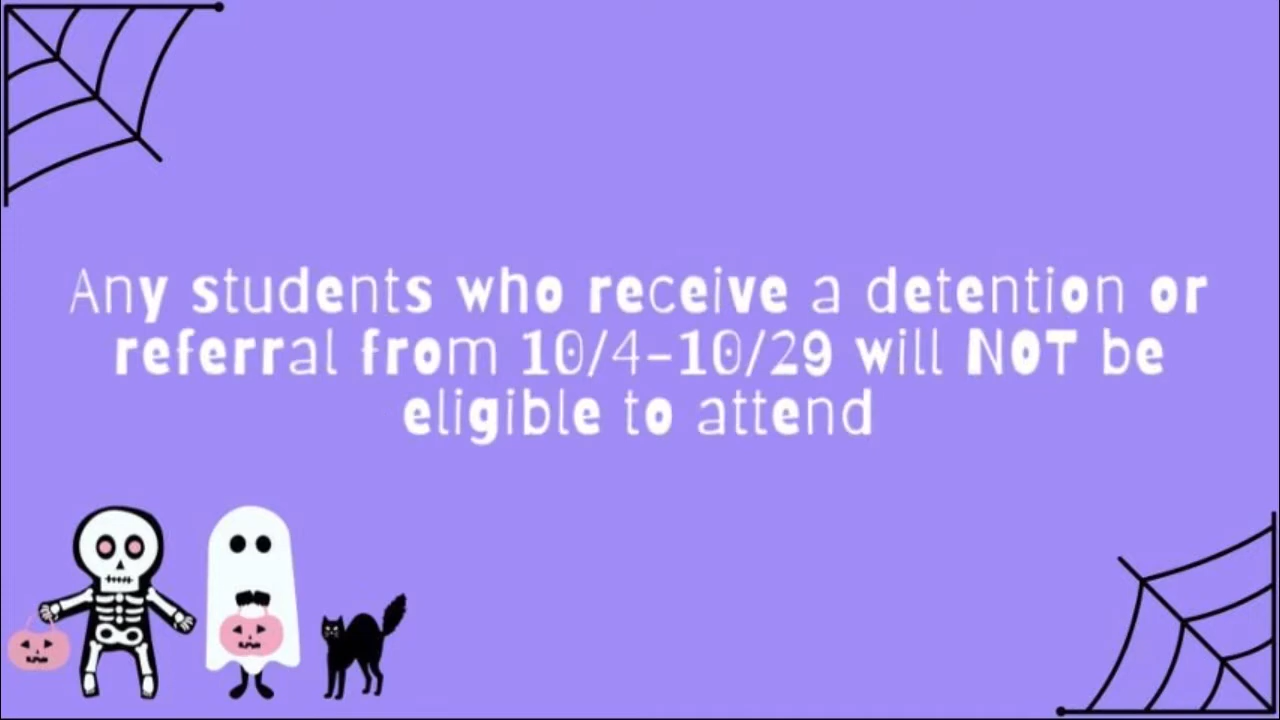 Any students who receive a detention or
referral from 10/4-10/29 will NOT be
eligible to attend